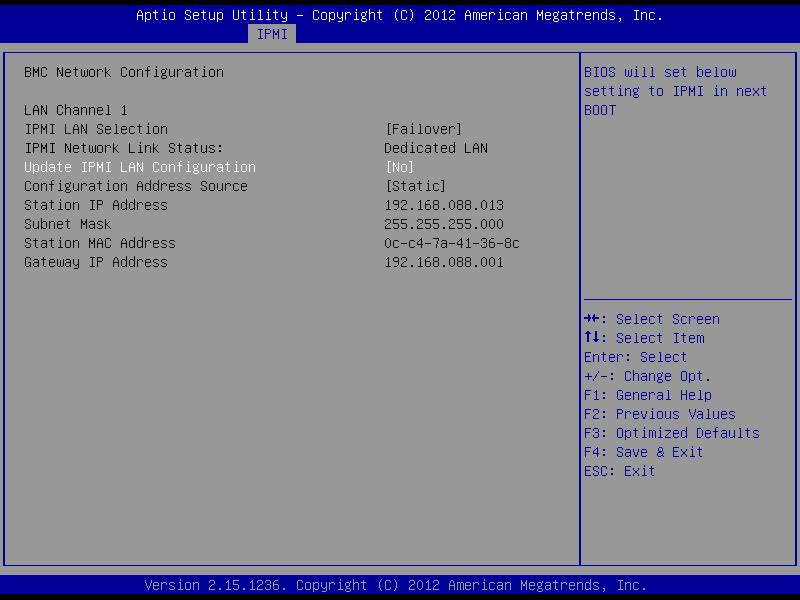 Aptio Setup Utility – Copyright (C) 2012 American Megatrends, Inc.
IPMI
BMC Network Configuration
LAN Channel 1
IPMI LAN Selection [Failover]
IPMI Network Link Status: Dedicated LAN
Update IPMI LAN Configuration [No]
Configuration Address Source [Static]
Station IP Address 192.168.088.013
Subnet Mask 255.255.255.000
Station MAC Address 0c-c4-7a-41-36-8c
Gateway IP Address 192.168.088.001
BIOS will set below
setting to IPMI in next
BOOT
→←: Select Screen
↑↓: Select Item
Enter: Select
+/-: Change Opt.
F1: General Help
F2: Previous Values
F3: Optimized Defaults
F4: Save & Exit
ESC: Exit
Version 2.15.1236. Copyright (C) 2012 American Megatrends, Inc.